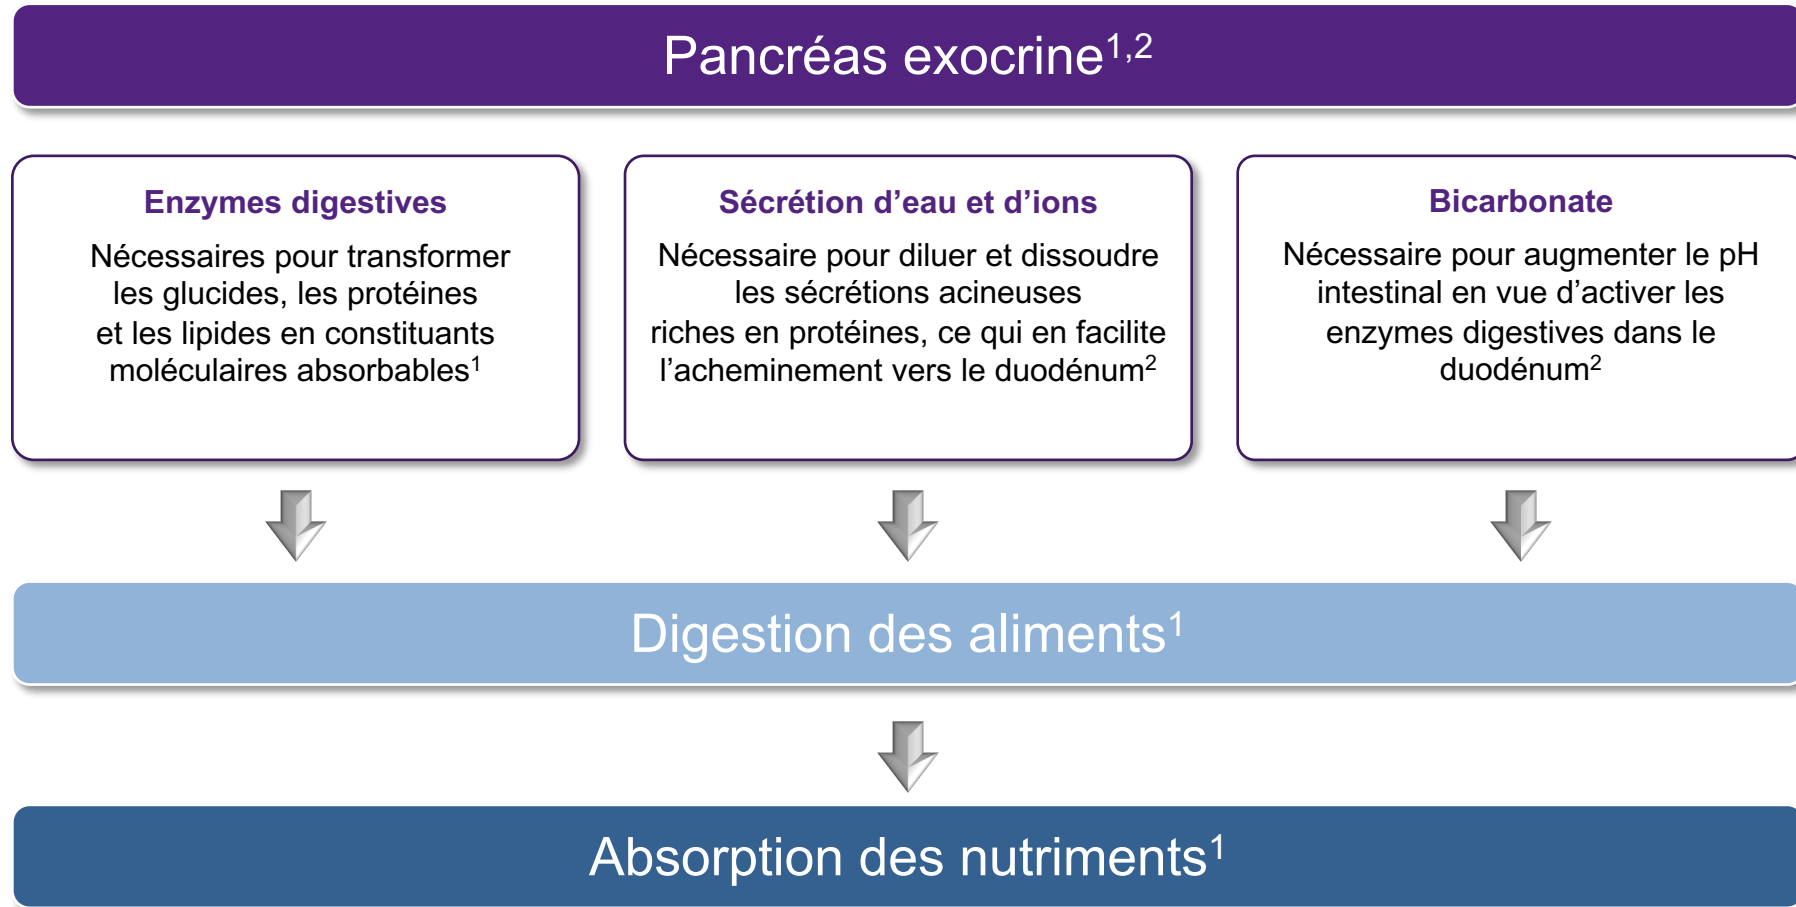 Pancréas exocrine1,2
Enzymes digestives
Nécessaires pour transformer
les glucides, les protéines
et les lipides en constituants
moléculaires absorbables1
Sécrétion d’eau et d’ions
Nécessaire pour diluer et dissoudre
les sécrétions acineuses
riches en protéines, ce qui en facilite
l’acheminement vers le duodénum2
Bicarbonate
Nécessaire pour augmenter le pH
intestinal en vue d’activer les
enzymes digestives dans le
duodénum2
Digestion des aliments1
Absorption des nutriments1